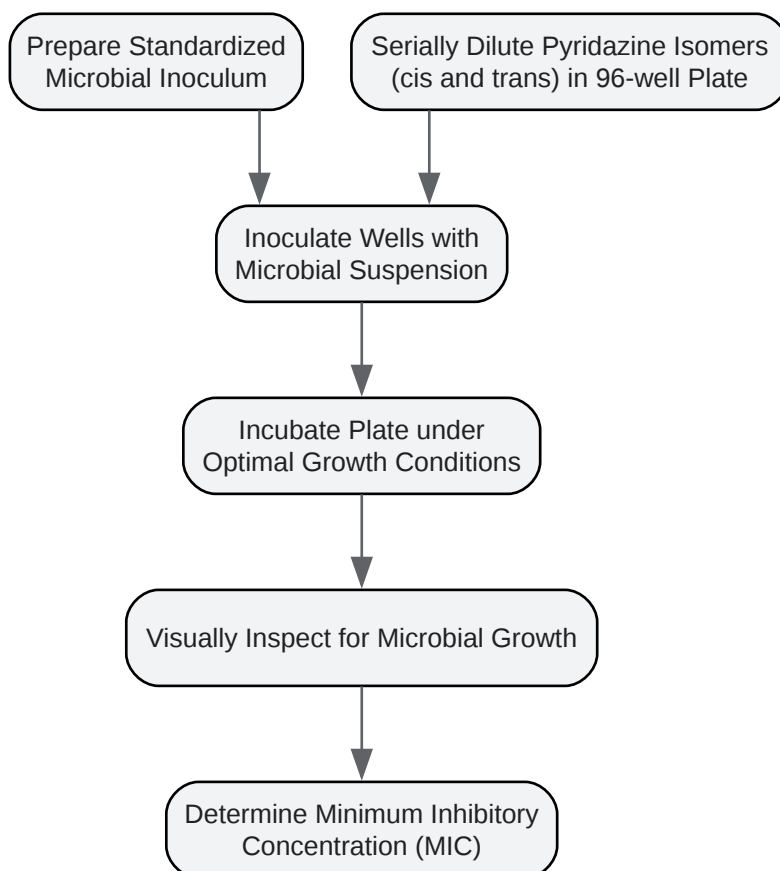 Prepare Standardized
Microbial Inoculum
Serially Dilute Pyridazine Isomers
(cis and trans) in 96-well Plate
Inoculate Wells with
Microbial Suspension
Incubate Plate under
Optimal Growth Conditions
Visually Inspect for Microbial Growth
Determine Minimum Inhibitory
Concentration (MIC)